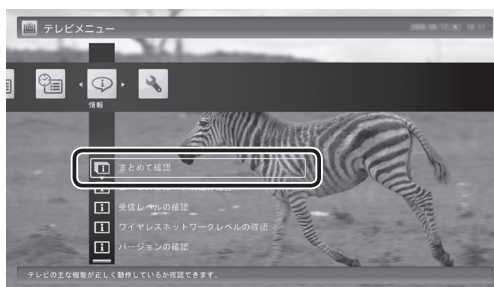 テレビメニュー
情報
まとめて確認
受信レベルの確認
ワイヤレスネットワークレベルの確認
バージョンの確認
テレビの主な機能が正しく動作しているか確認できます。